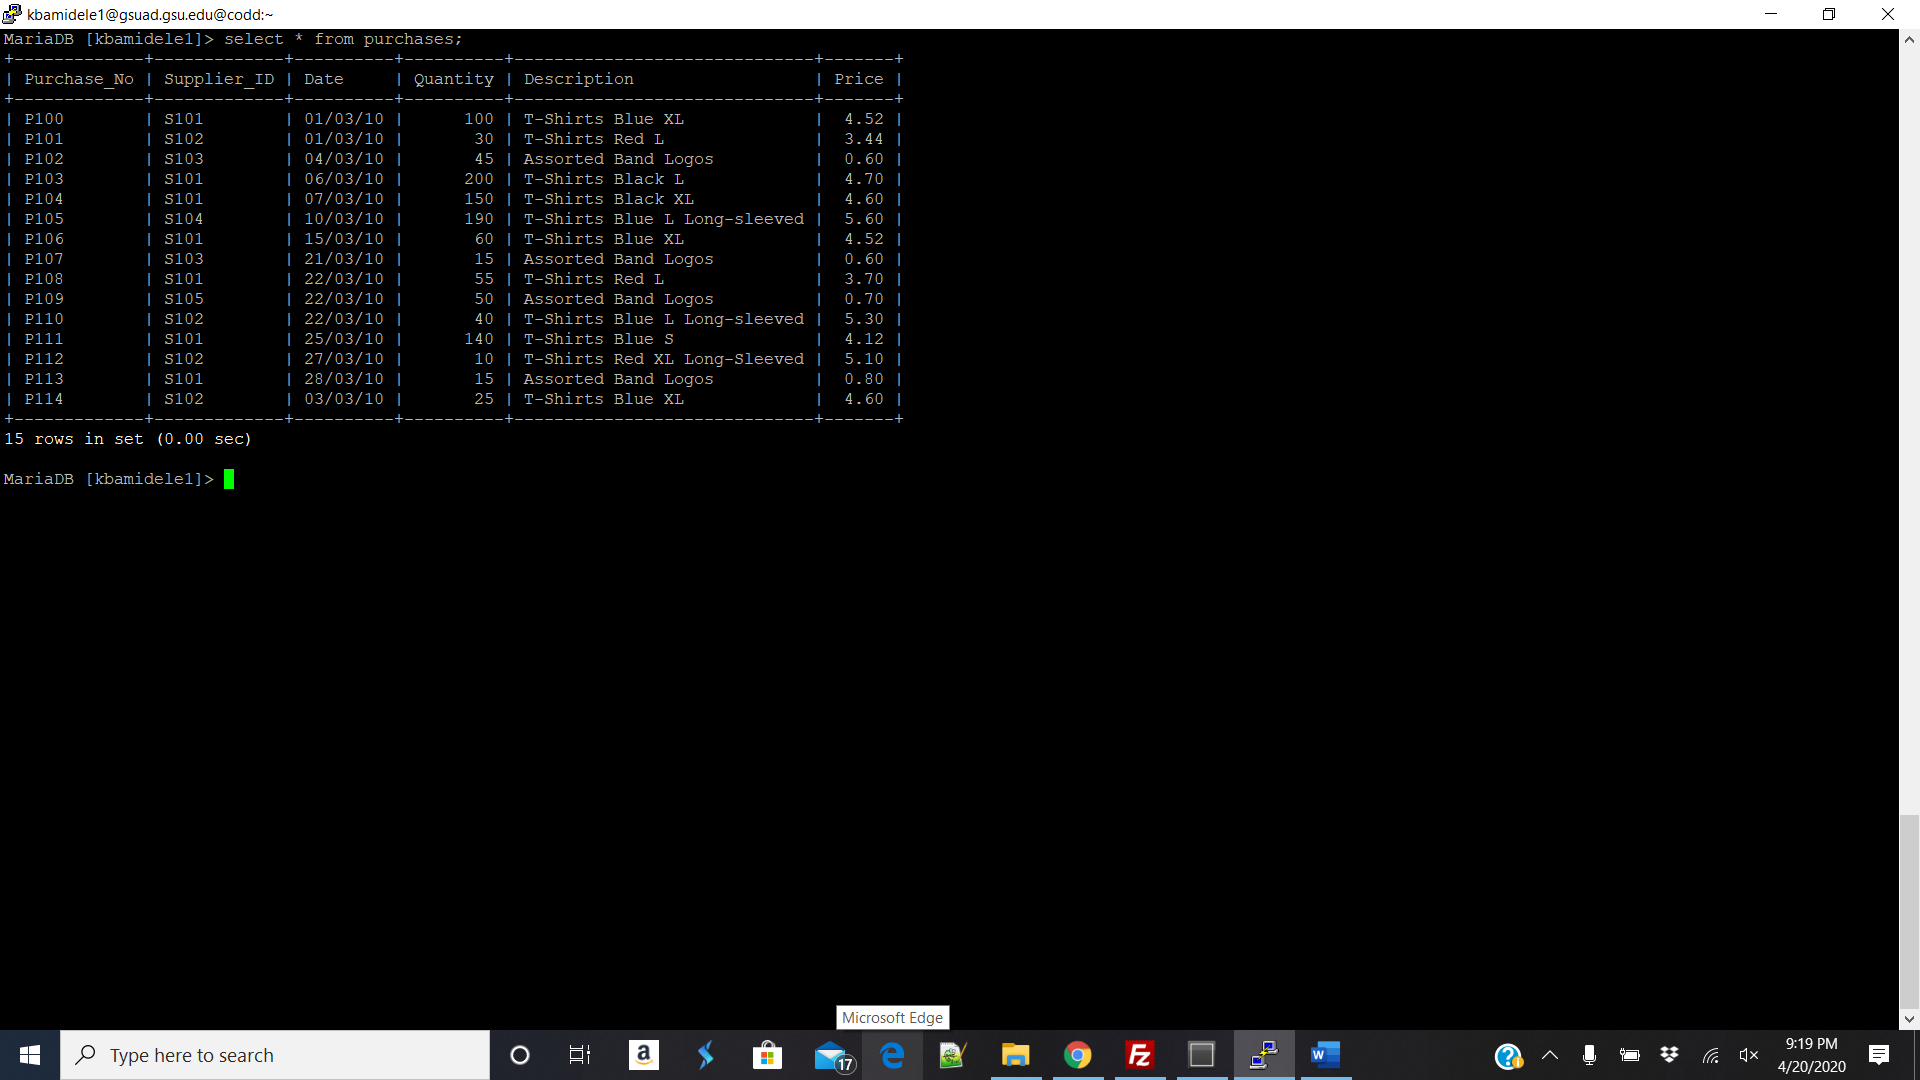 kbamidele1@gsuad.gsu.edu@codd:~
MariaDB [kbamidele1]> select * from purchases;
+-------------+-------------+----------+----------+------------------------------+-------+
| Purchase_No | Supplier_ID | Date     | Quantity | Description                  | Price |
+-------------+-------------+----------+----------+------------------------------+-------+
| P100        | S101        | 01/03/10 |      100 | T-Shirts Blue XL             |  4.52 |
| P101        | S102        | 01/03/10 |       30 | T-Shirts Red L               |  3.44 |
| P102        | S103        | 04/03/10 |       45 | Assorted Band Logos          |  0.60 |
| P103        | S101        | 06/03/10 |      200 | T-Shirts Black L             |  4.70 |
| P104        | S101        | 07/03/10 |      150 | T-Shirts Black XL            |  4.60 |
| P105        | S104        | 10/03/10 |      190 | T-Shirts Blue L Long-sleeved |  5.60 |
| P106        | S101        | 15/03/10 |       60 | T-Shirts Blue XL             |  4.52 |
| P107        | S103        | 21/03/10 |       15 | Assorted Band Logos          |  0.60 |
| P108        | S101        | 22/03/10 |       55 | T-Shirts Red L               |  3.70 |
| P109        | S105        | 22/03/10 |       50 | Assorted Band Logos          |  0.70 |
| P110        | S102        | 22/03/10 |       40 | T-Shirts Blue L Long-sleeved |  5.30 |
| P111        | S101        | 25/03/10 |      140 | T-Shirts Blue S              |  4.12 |
| P112        | S102        | 27/03/10 |       10 | T-Shirts Red XL Long-Sleeved |  5.10 |
| P113        | S101        | 28/03/10 |       15 | Assorted Band Logos          |  0.80 |
| P114        | S102        | 03/03/10 |       25 | T-Shirts Blue XL             |  4.60 |
+-------------+-------------+----------+----------+------------------------------+-------+
15 rows in set (0.00 sec)
MariaDB [kbamidele1]>
Microsoft Edge
Type here to search
a
17
Fz
W
9:19 PM
4/20/2020